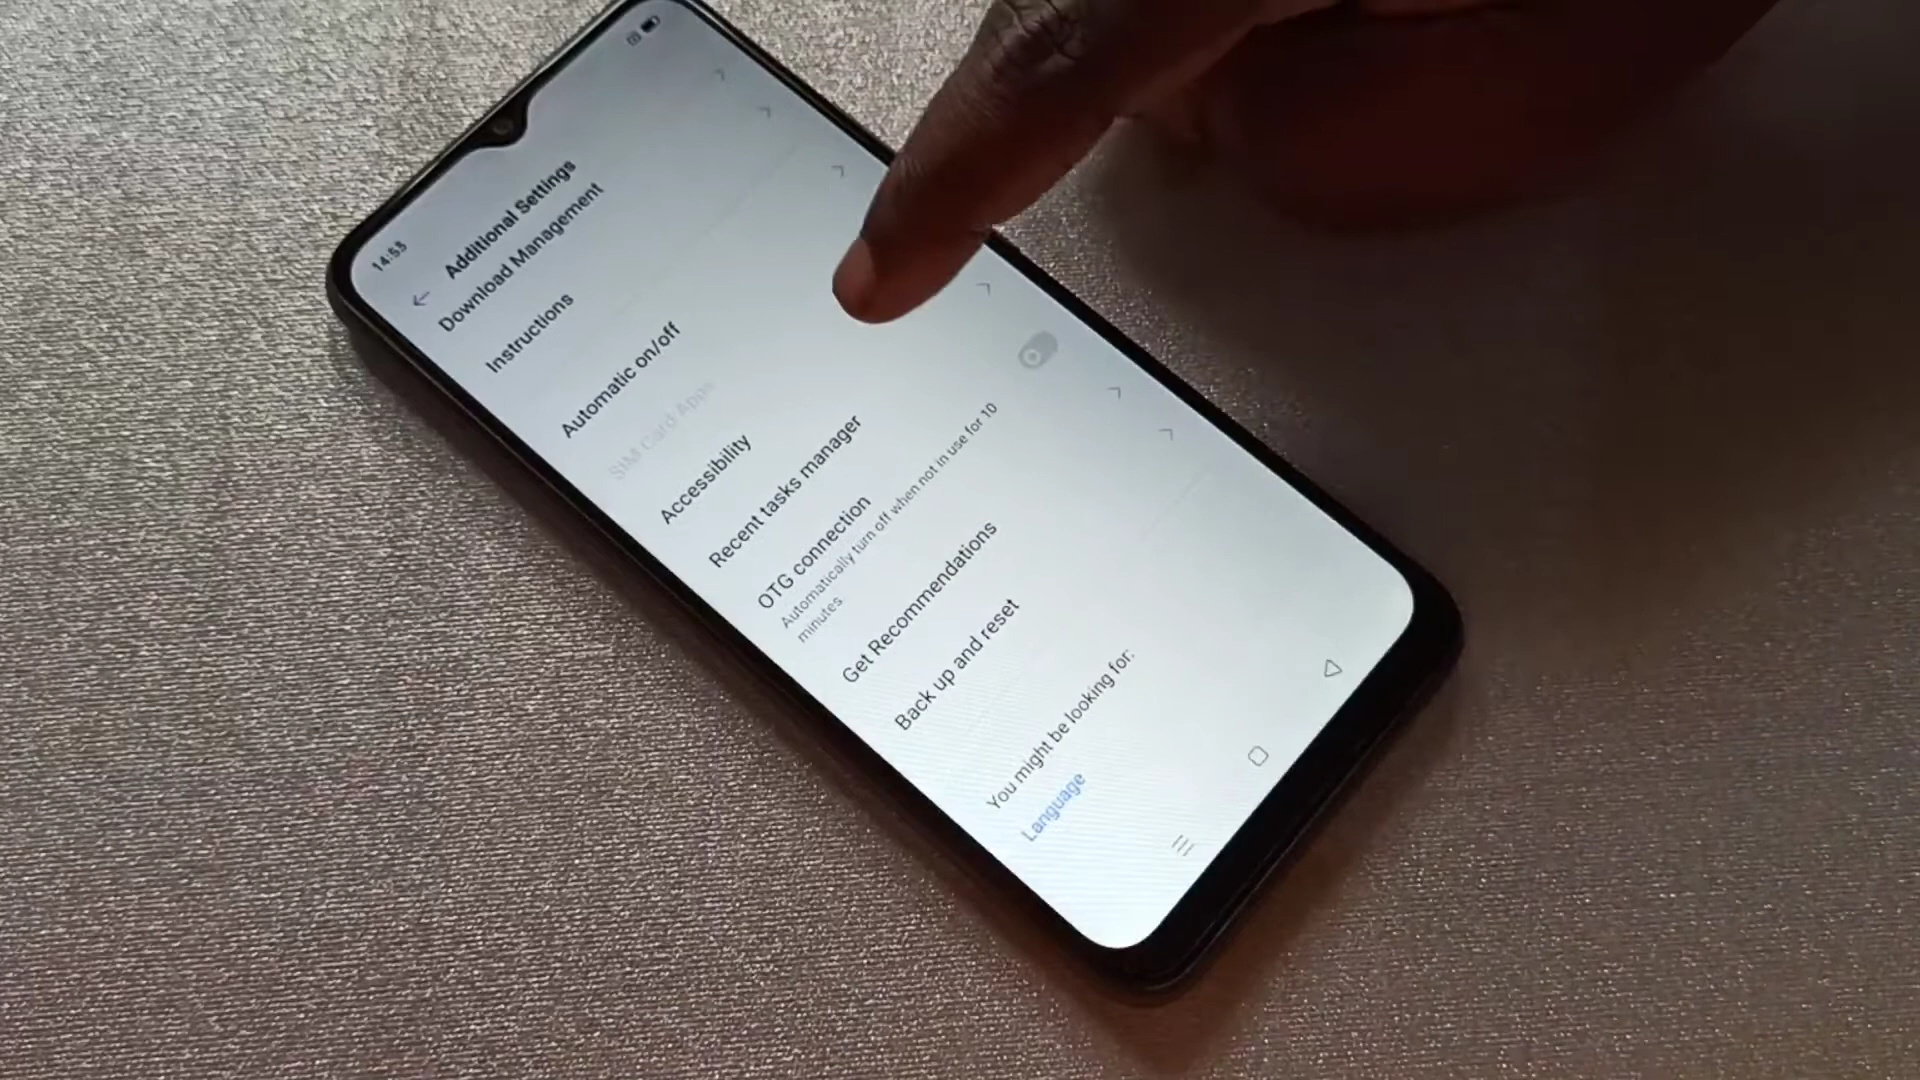 14:53
Additional Settings
Download Management
Instructions
Automatic on/off
SIM Card Apps
Accessibility
Recent tasks manager
OTG connection
Automatically turn off when not in use for 10
minutes
Get Recommendations
Back up and reset
You might be looking for:
Language